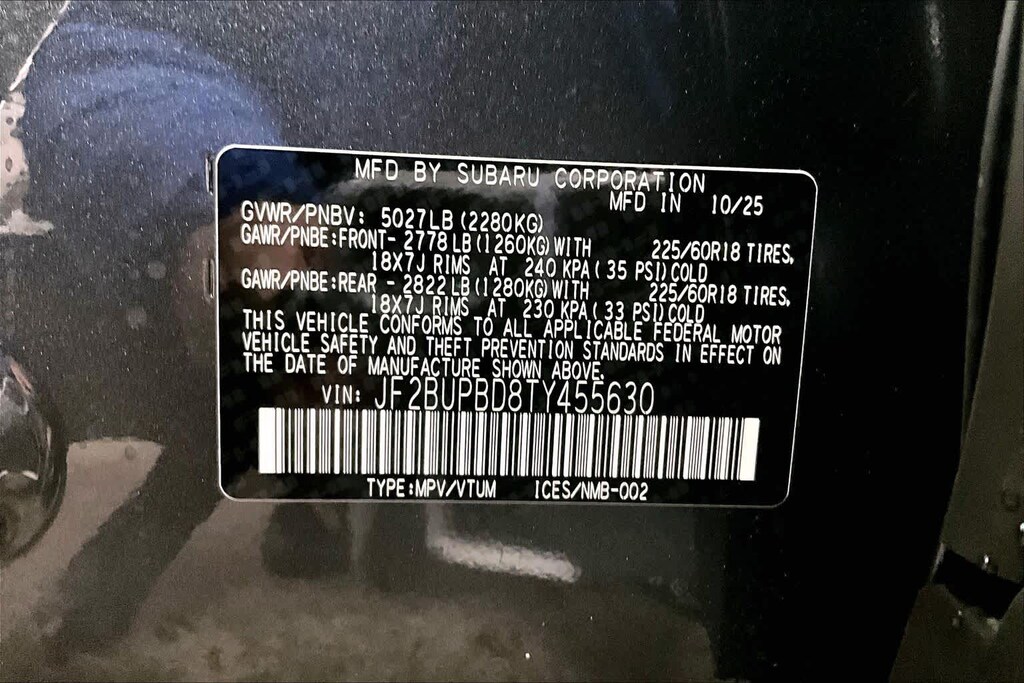 MFD BY SUBARU CORPORATION
MFD IN 10/25
GVWR/PNBV: 5027LB (2280KG)
GAWR/PNBE:FRONT- 2778 LB (1260KG) WITH 225/60R18 TIRES,
18X7J RIMS AT 240 KPA ( 35 PSI) COLD
GAWR/PNBE:REAR - 2822 LB (1280KG) WITH 225/60R18 TIRES,
18X7J RIMS AT 230 KPA ( 33 PSI) COLD
THIS VEHICLE CONFORMS TO ALL APPLICABLE FEDERAL MOTOR
VEHICLE SAFETY AND THEFT PREVENTION STANDARDS IN EFFECT ON
THE DATE OF MANUFACTURE SHOWN ABOVE.
VIN: JF2BUPBD8TY455630
TYPE:MPV/VTUM ICES/NMB-002